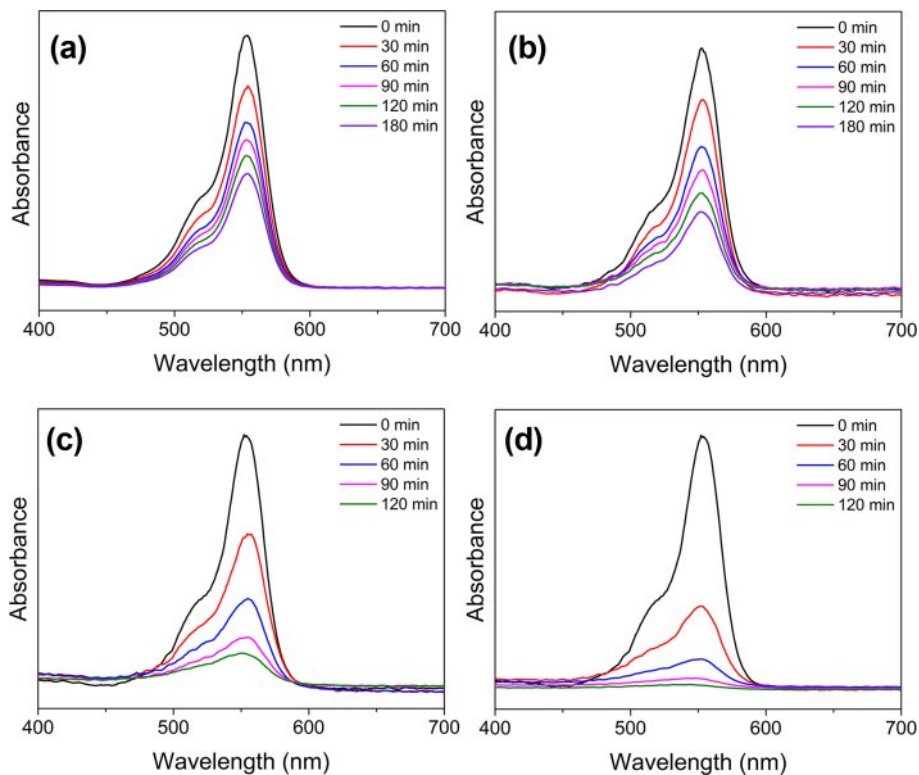 (a)
0 min
30 min
60 min
90 min
120 min
180 min
Absorbance
400 500 600 700
Wavelength (nm)
(b)
0 min
30 min
60 min
90 min
120 min
180 min
Absorbance
400 500 600 700
Wavelength (nm)
(c)
0 min
30 min
60 min
90 min
120 min
Absorbance
400 500 600 700
Wavelength (nm)
(d)
0 min
30 min
60 min
90 min
120 min
Absorbance
400 500 600 700
Wavelength (nm)